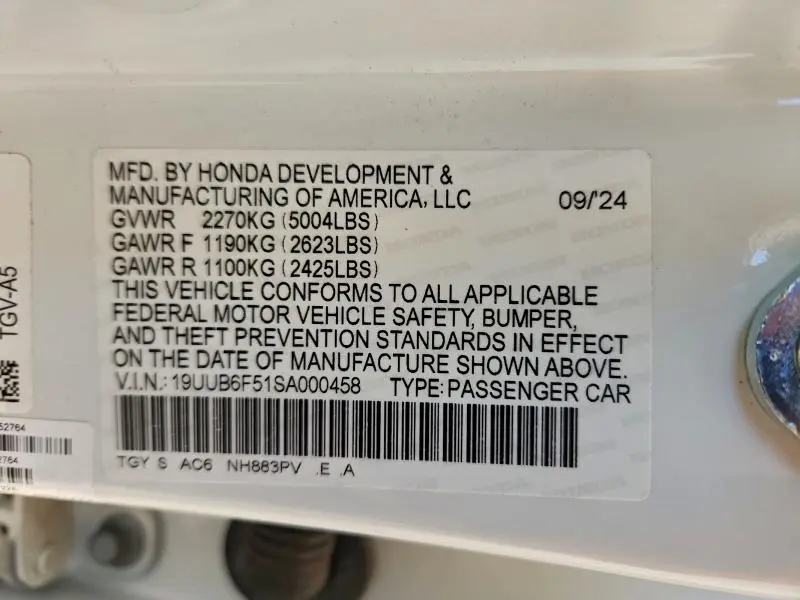 MFD. BY HONDA DEVELOPMENT &
MANUFACTURING OF AMERICA, LLC 09/'24
GVWR 2270KG (5004LBS)
GAWR F 1190KG (2623LBS)
GAWR R 1100KG (2425LBS)
THIS VEHICLE CONFORMS TO ALL APPLICABLE
FEDERAL MOTOR VEHICLE SAFETY, BUMPER,
AND THEFT PREVENTION STANDARDS IN EFFECT
ON THE DATE OF MANUFACTURE SHOWN ABOVE.
V.I.N.: 19UUB6F51SA000458 TYPE: PASSENGER CAR
TGY S AC6 NH883PV .E .A
TGV-A5
52764
2764